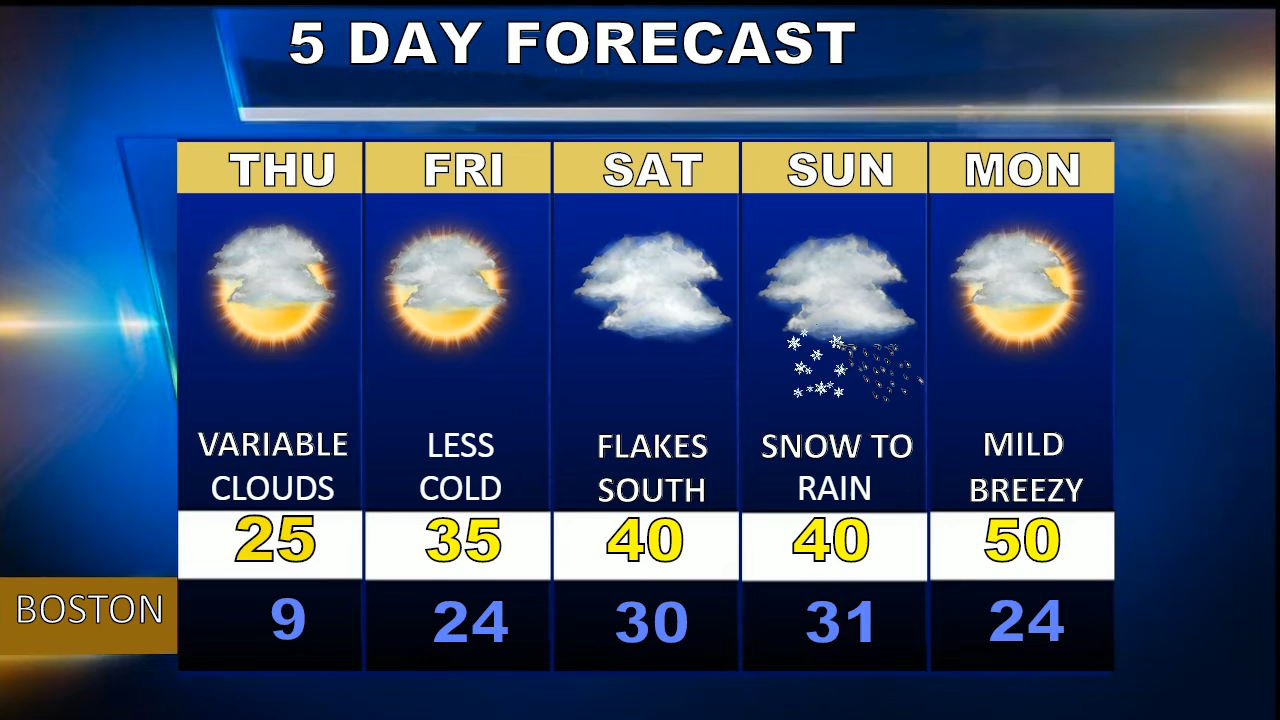 5 DAY FORECAST
THU FRI SAT SUN MON
VARIABLE LESS FLAKES SNOW TO MILD
CLOUDS COLD SOUTH RAIN BREEZY
25 35 40 40 50
BOSTON 9 24 30 31 24